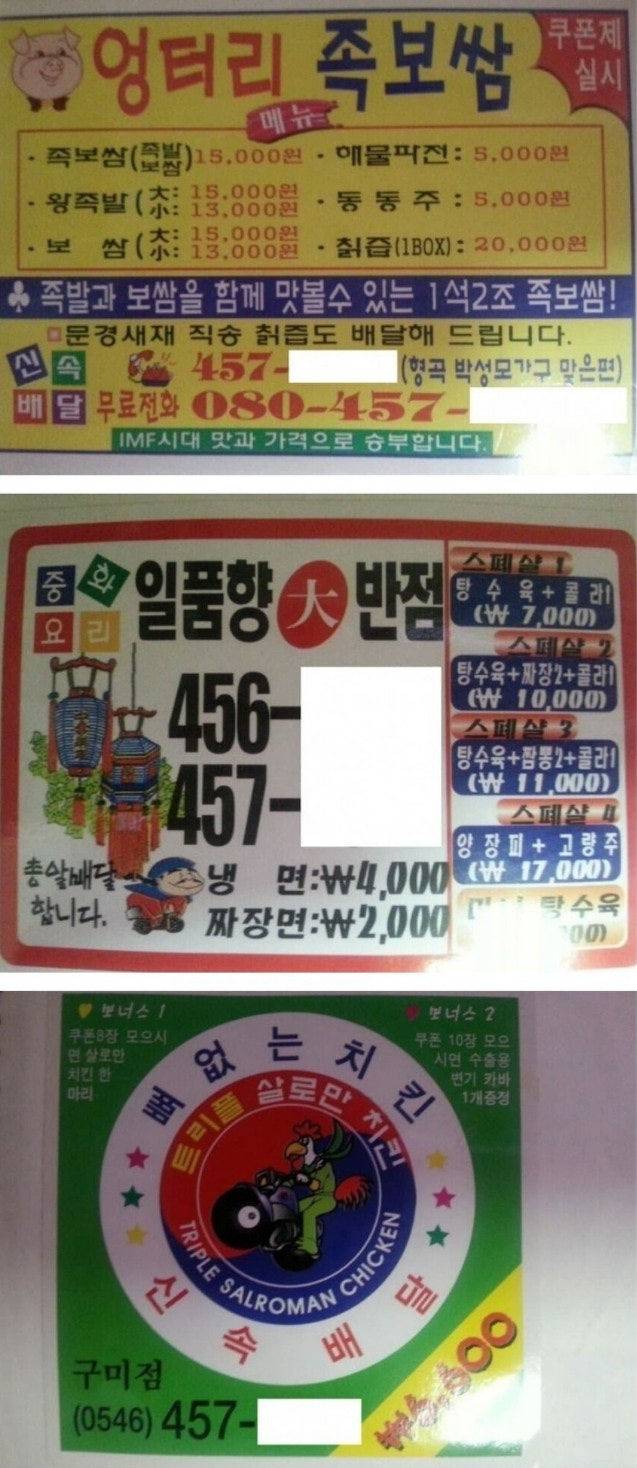 엉터리 족보쌈
쿠폰제
실시
메뉴
· 족보쌈(족발 보쌈)15,000원 · 해물파전: 5,000원
· 왕족발(大: 15,000원 小: 13,000원 · 동동주: 5,000원
· 보 쌈(大: 15,000원 小: 13,000원 · 칡즙(1BOX): 20,000원
♣ 족발과 보쌈을 함께 맛볼수 있는 1석2조 족보쌈!
문경새재 직송 칡즙도 배달해 드립니다.
신속 457- (형곡 박성모가구 맞은편)
배달 무료전화 080-457-
IMF시대 맛과 가격으로 승부합니다.
중화
요리
일품향 大 반점
456-
457-
총알배달
합니다.
냉 면:₩4,000
짜장면:₩2,000
스페샬 1
탕수육+콜라1
(₩ 7,000)
스페샬 2
탕수육+짜장2+콜라1
(₩ 10,000)
스페샬 3
탕수육+짬뽕2+콜라1
(₩ 11,000)
스페샬 4
양장피+고량주
(₩ 17,000)
탕수육
보너스 1
쿠폰8장 모으시
면 살로만
치킨 한
마리
보너스 2
쿠폰 10장 모으
시면 수출용
변기 카바
1개증정
뼈없는치킨
트리플 살로만 치킨
TRIPLE SALROMAN CHICKEN
신속배달
구미점
(0546) 457-